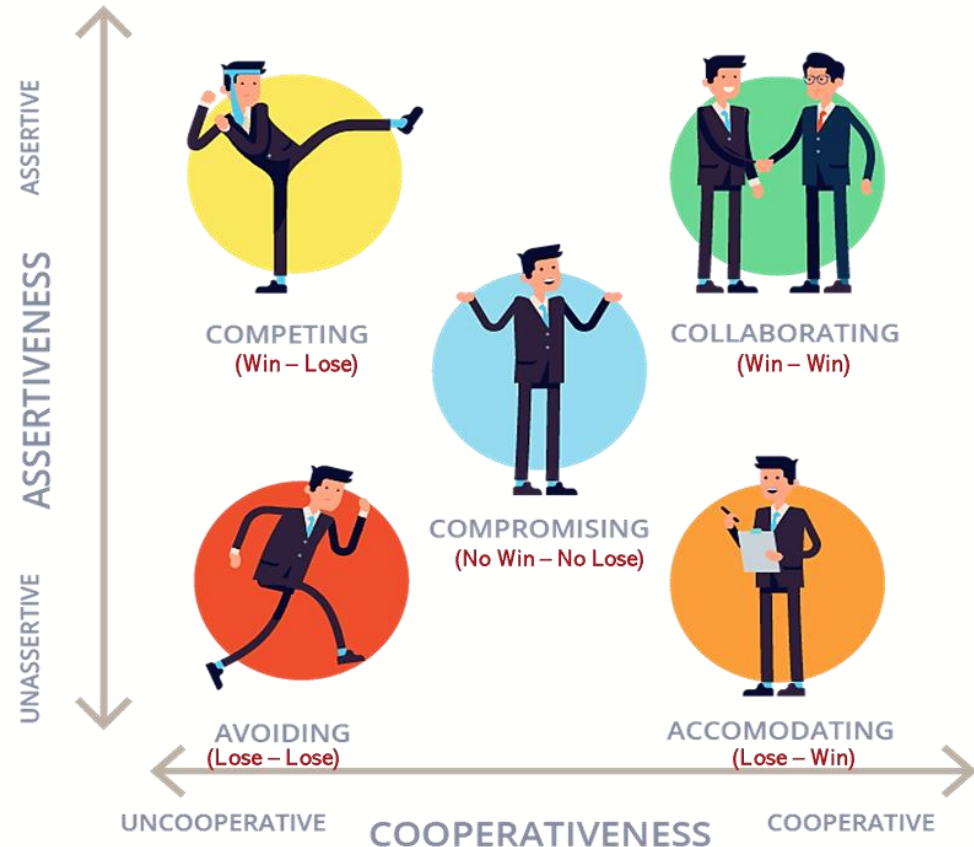 ASSERTIVE
ASSERTIVENESS
UNASSERTIVE
COMPETING
(Win – Lose)
COLLABORATING
(Win – Win)
COMPROMISING
(No Win – No Lose)
AVOIDING
(Lose – Lose)
ACCOMODATING
(Lose – Win)
UNCOOPERATIVE
COOPERATIVENESS
COOPERATIVE